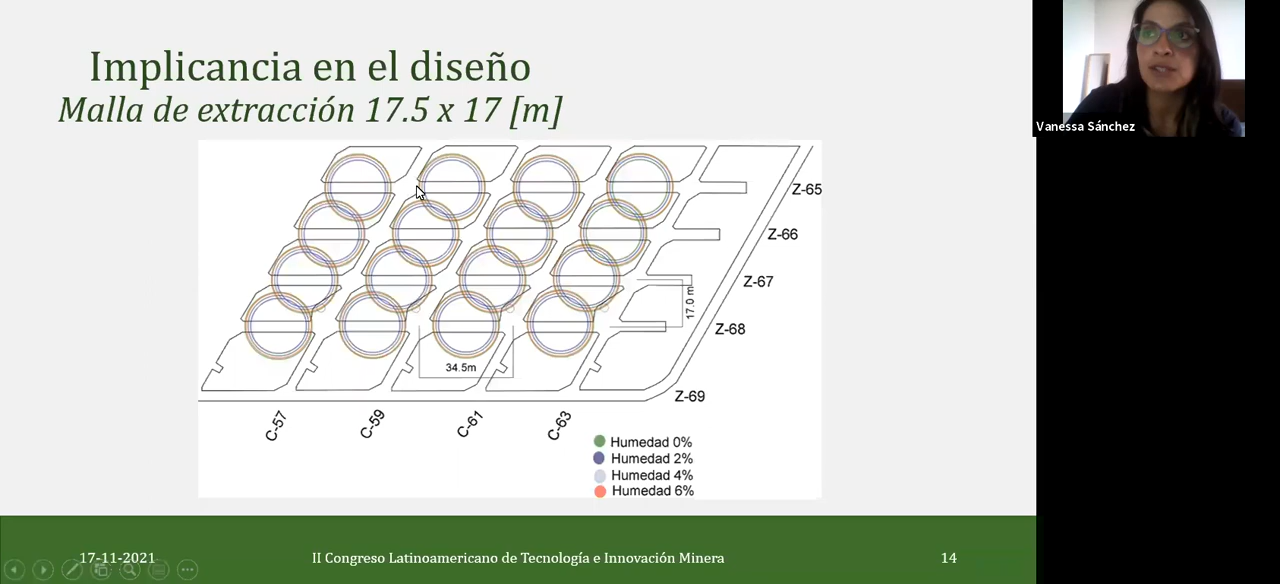 Implicancia en el diseño
Malla de extracción 17.5 x 17 [m]
Vanessa Sánchez
Z-65
Z-66
Z-67
17.0 m
Z-68
34.5m
Z-69
C-57
C-59
C-61
C-63
Humedad 0%
Humedad 2%
Humedad 4%
Humedad 6%
17-11-2021
II Congreso Latinoamericano de Tecnología e Innovación Minera
14